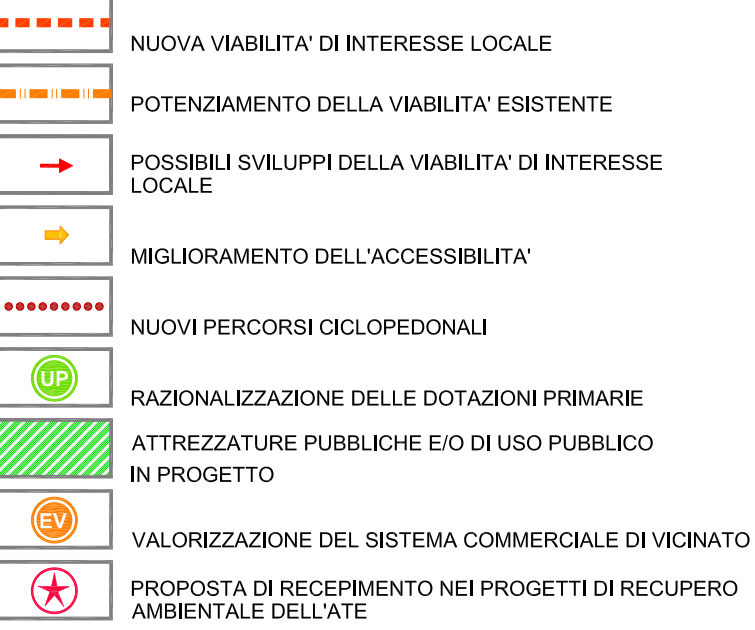 NUOVA VIABILITA' DI INTERESSE LOCALE
POTENZIAMENTO DELLA VIABILITA' ESISTENTE
POSSIBILI SVILUPPI DELLA VIABILITA' DI INTERESSE
LOCALE
MIGLIORAMENTO DELL'ACCESSIBILITA'
NUOVI PERCORSI CICLOPEDONALI
UP
RAZIONALIZZAZIONE DELLE DOTAZIONI PRIMARIE
ATTREZZATURE PUBBLICHE E/O DI USO PUBBLICO
IN PROGETTO
EV
VALORIZZAZIONE DEL SISTEMA COMMERCIALE DI VICINATO
PROPOSTA DI RECEPIMENTO NEI PROGETTI DI RECUPERO
AMBIENTALE DELL'ATE